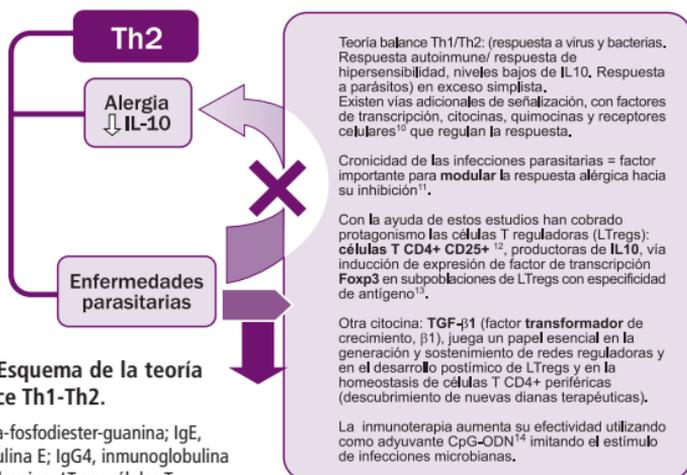 Th2
Alergia
⇩IL-10
Enfermedades
parasitarias
Teoría balance Th1/Th2: (respuesta a virus y bacterias.
Respuesta autoinmune/ respuesta de
hipersensibilidad, niveles bajos de IL10. Respuesta
a parásitos) en exceso simplista.
Existen vías adicionales de señalización, con factores
de transcripción, citocinas, quimocinas y receptores
celulares¹⁰ que regulan la respuesta.
Cronicidad de las infecciones parasitarias = factor
importante para modular la respuesta alérgica hacia
su inhibición¹¹.
Con la ayuda de estos estudios han cobrado
protagonismo las células T reguladoras (LTregs):
células T CD4+ CD25+ ¹², productoras de IL10, vía
inducción de expresión de factor de transcripción
Foxp3 en subpoblaciones de LTregs con especificidad
de antígeno¹³.
Otra citocina: TGF-β1 (factor transformador de
crecimiento, β1), juega un papel esencial en la
generación y sostenimiento de redes reguladoras y
en el desarrollo postímico de LTregs y en la
homeostasis de células T CD4+ periféricas
(descubrimiento de nuevas dianas terapéuticas).
La inmunoterapia aumenta su efectividad utilizando
como adyuvante CpG-ODN¹⁴ imitando el estímulo
de infecciones microbianas.
Esquema de la teoría
ce Th1-Th2.
a-fosfodiester-guanina; IgE,
ulina E; IgG4, inmunoglobulina